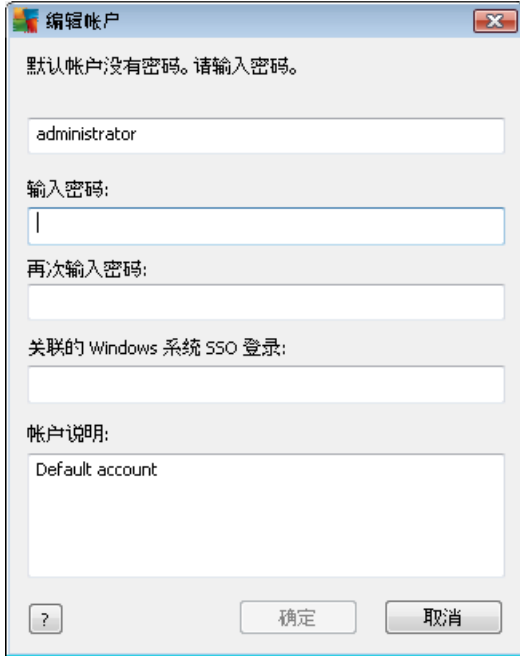 编辑帐户
默认帐户没有密码。请输入密码。
administrator
输入密码:
再次输入密码:
关联的 Windows 系统 SSO 登录:
帐户说明:
Default account
?
确定
取消